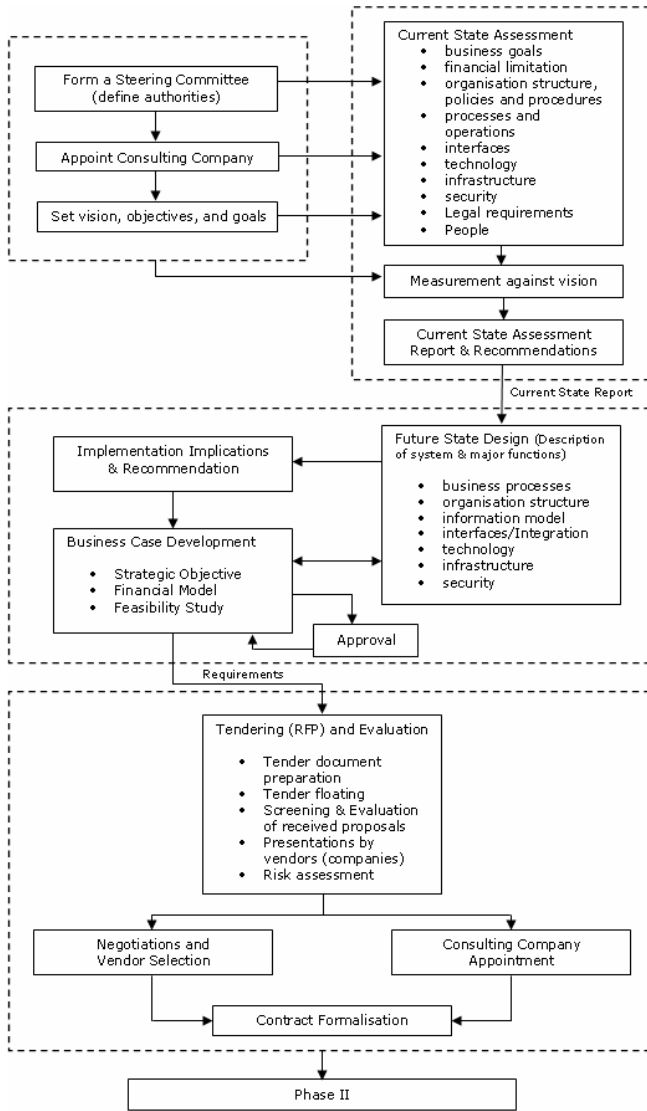 Form a Steering Committee
(define authorities)
Appoint Consulting Company
Set vision, objectives, and goals
Current State Assessment
• business goals
• financial limitation
• organisation structure,
policies and procedures
• processes and
operations
• interfaces
• technology
• infrastructure
• security
• Legal requirements
• People
Measurement against vision
Current State Assessment
Report & Recommendations
Current State Report
Implementation Implications
& Recommendation
Future State Design (Description
of system & major functions)
• business processes
• organisation structure
• information model
• interfaces/Integration
• technology
• infrastructure
• security
Business Case Development
• Strategic Objective
• Financial Model
• Feasibility Study
Approval
Requirements
Tendering (RFP) and Evaluation
• Tender document
preparation
• Tender floating
• Screening & Evaluation
of received proposals
• Presentations by
vendors (companies)
• Risk assessment
Negotiations and
Vendor Selection
Consulting Company
Appointment
Contract Formalisation
Phase II